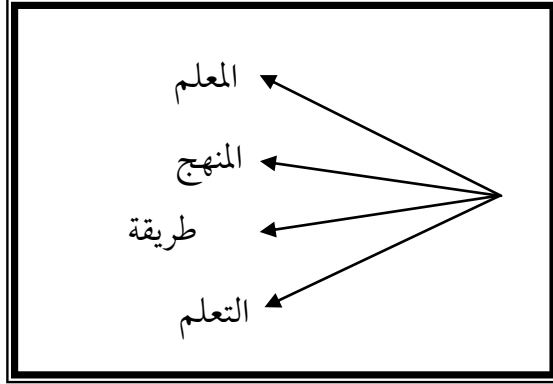 المعلم
المنهج
طريقة
التعلم